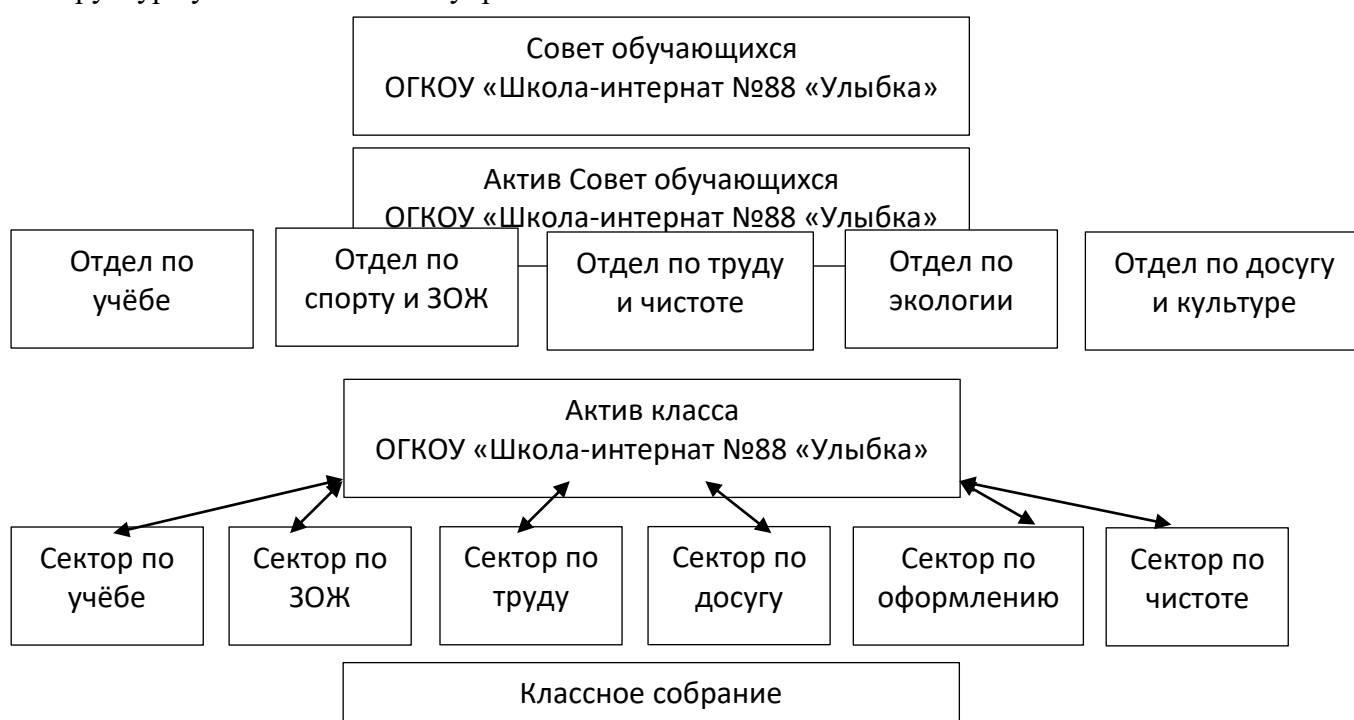 Совет обучающихся
ОГКОУ «Школа-интернат №88 «Улыбка»
Актив Совет обучающихся
ОГКОУ «Школа-интернат №88 «Улыбка»
Отдел по
учёбе
Отдел по
спорту и ЗОЖ
Отдел по труду
и чистоте
Отдел по
экологии
Отдел по досугу
и культуре
Актив класса
ОГКОУ «Школа-интернат №88 «Улыбка»
Сектор по
учёбе
Сектор по
ЗОЖ
Сектор по
труду
Сектор по
досугу
Сектор по
оформлению
Сектор по
чистоте
Классное собрание